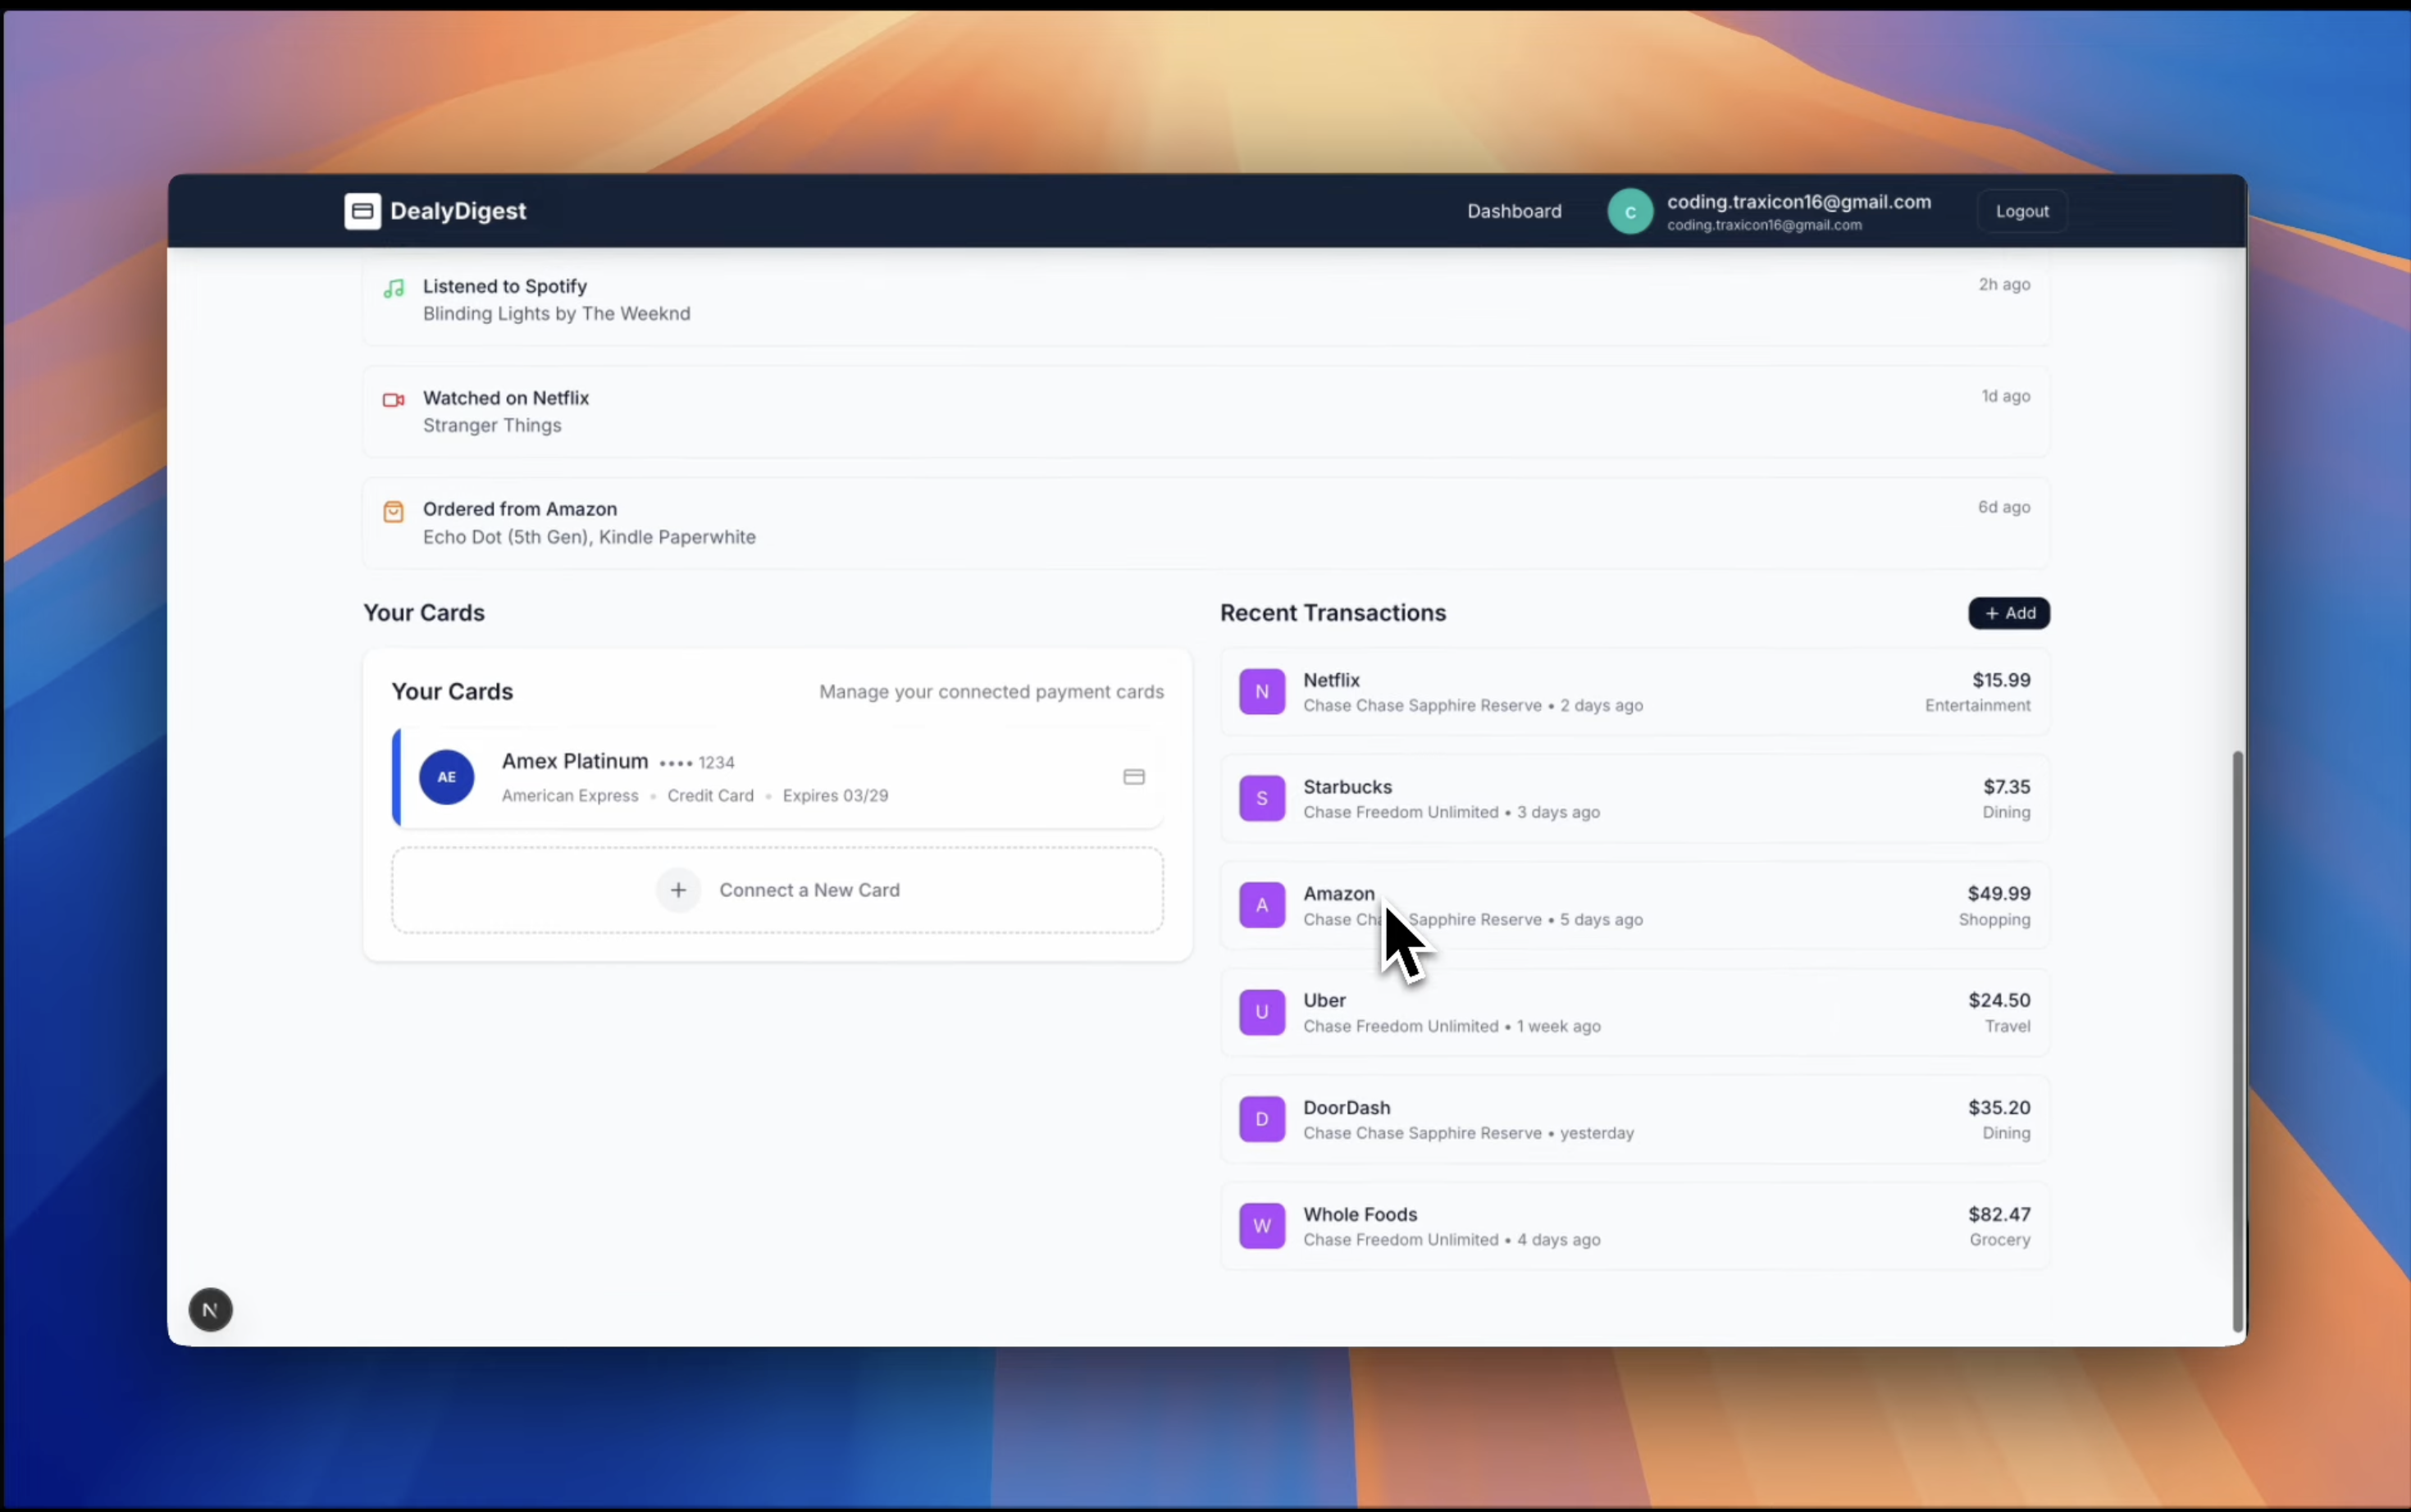 DealyDigest
Dashboard
C
coding.traxicon16@gmail.com
coding.traxicon16@gmail.com
Logout
Listened to Spotify
2h ago
Blinding Lights by The Weeknd
Watched on Netflix
1d ago
Stranger Things
Ordered from Amazon
6d ago
Echo Dot (5th Gen), Kindle Paperwhite
Your Cards
Your Cards
Manage your connected payment cards
AE
Amex Platinum •••• 1234
American Express • Credit Card • Expires 03/29
+ Connect a New Card
Recent Transactions
+ Add
N
Netflix
$15.99
Chase Chase Sapphire Reserve • 2 days ago
Entertainment
S
Starbucks
$7.35
Chase Freedom Unlimited • 3 days ago
Dining
A
Amazon
$49.99
Chase Cha Sapphire Reserve • 5 days ago
Shopping
U
Uber
$24.50
Chase Freedom Unlimited • 1 week ago
Travel
D
DoorDash
$35.20
Chase Chase Sapphire Reserve • yesterday
Dining
W
Whole Foods
$82.47
Chase Freedom Unlimited • 4 days ago
Grocery
N